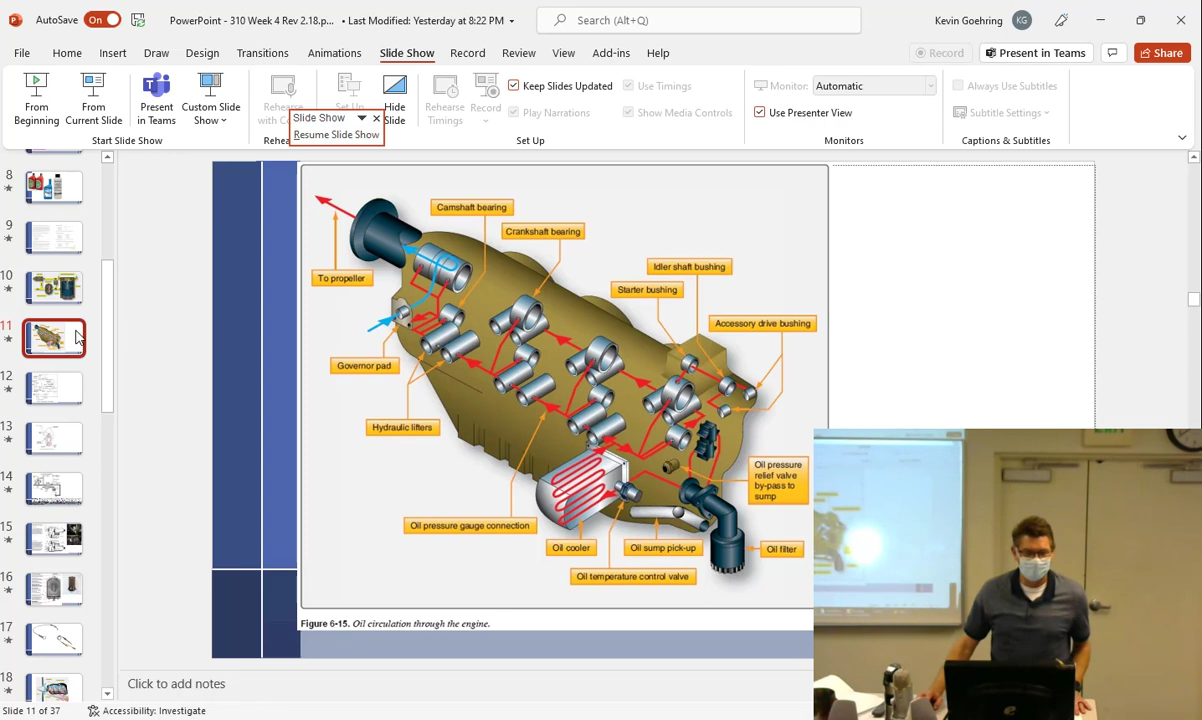 AutoSave On PowerPoint - 310 Week 4 Rev 2.18.p... • Last Modified: Yesterday at 8:22 PM Search (Alt+Q) Kevin Goehring KG
File Home Insert Draw Design Transitions Animations Slide Show Record Review View Add-ins Help Record Present in Teams Share
From Beginning
From Current Slide
Present in Teams
Custom Slide Show
Start Slide Show
Rehearse
with Co
Rehea
Set Up
Slide Show
Resume Slide Show
Hide Slide
Rehearse Timings
Record
Keep Slides Updated
Play Narrations
Use Timings
Show Media Controls
Set Up
Monitor: Automatic
Use Presenter View
Monitors
Always Use Subtitles
Subtitle Settings
Captions & Subtitles
8
9
10
11
12
13
14
15
16
17
18
Camshaft bearing
Crankshaft bearing
To propeller
Idler shaft bushing
Starter bushing
Accessory drive bushing
Governor pad
Hydraulic lifters
Oil pressure relief valve by-pass to sump
Oil pressure gauge connection
Oil cooler
Oil sump pick-up
Oil filter
Oil temperature control valve
Figure 6-15. Oil circulation through the engine.
Click to add notes
Slide 11 of 37 Accessibility: Investigate